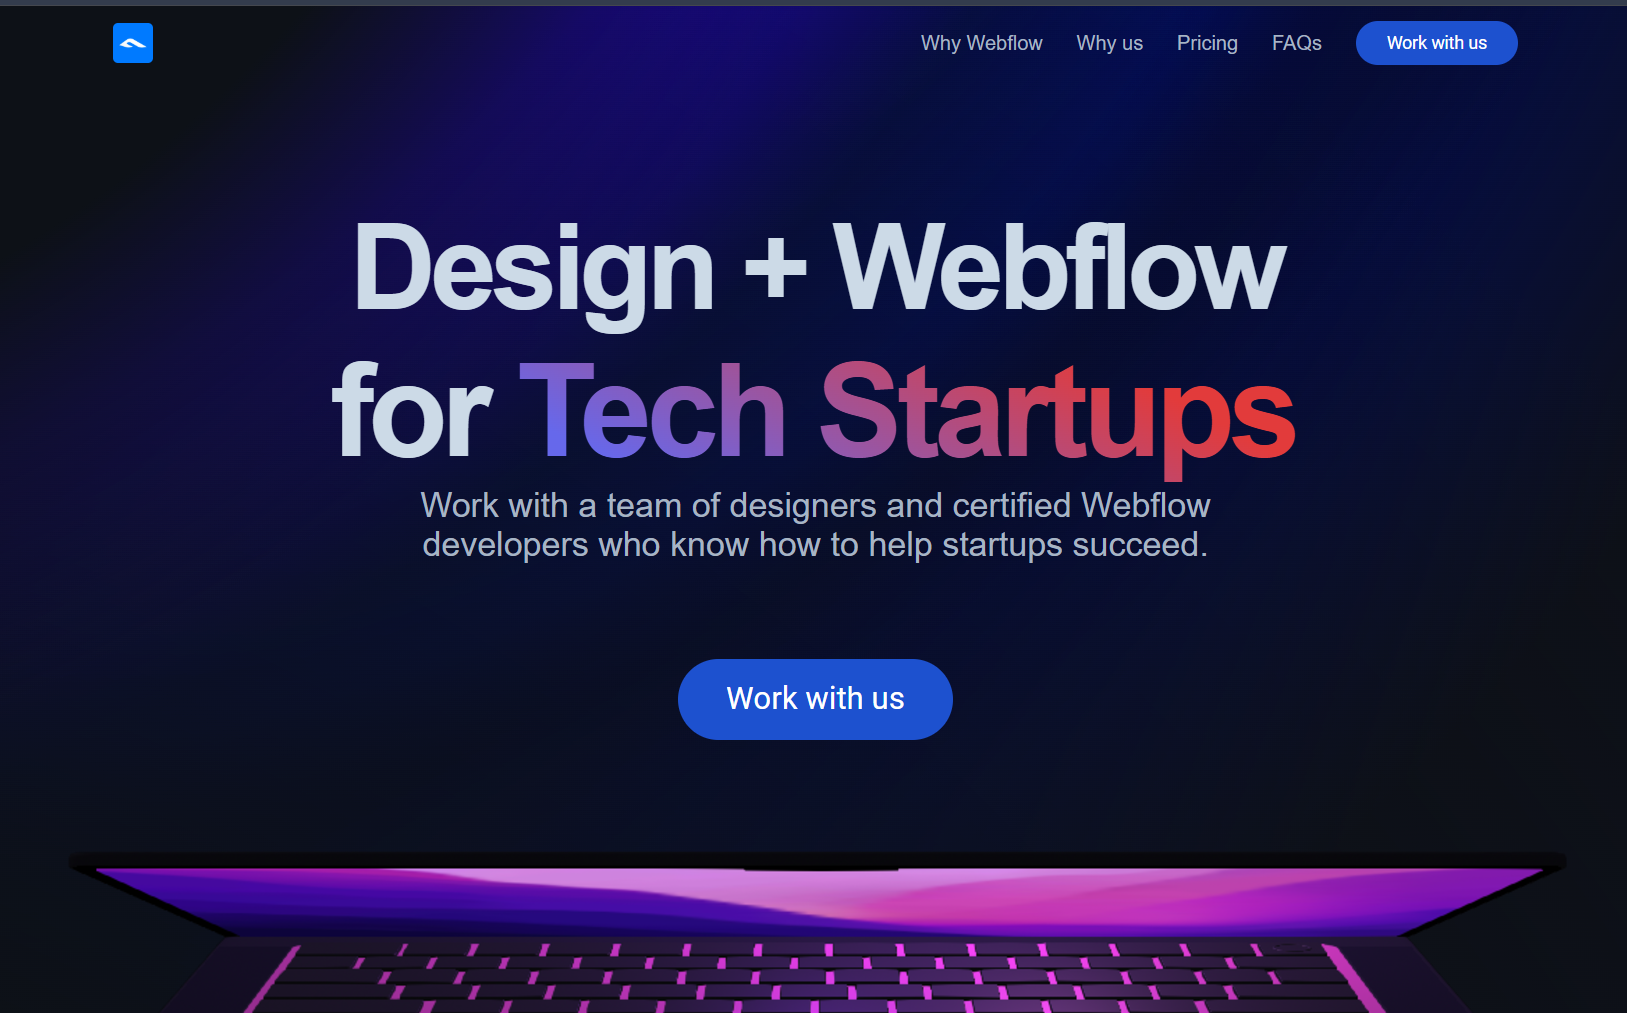 Why Webflow
Why us
Pricing
FAQs
Work with us
Design + Webflow
for Tech Startups
Work with a team of designers and certified Webflow
developers who know how to help startups succeed.
Work with us